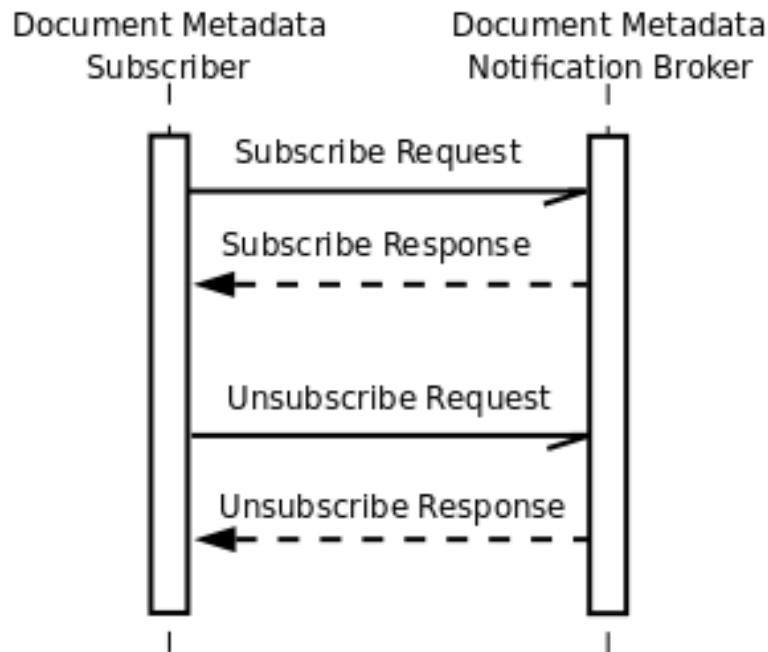 Document Metadata
Subscriber
Document Metadata
Notification Broker
Subscribe Request
Subscribe Response
Unsubscribe Request
Unsubscribe Response